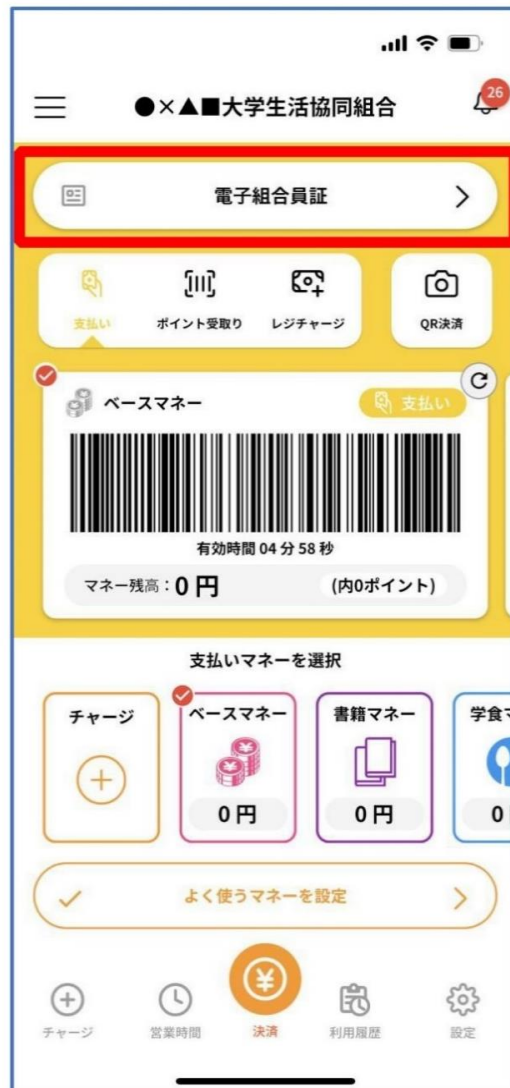 ●×▲■大学生活協同組合
26
電子組合員証
支払い
ポイント受取り
レジチャージ
QR決済
ベースマネー
支払い
有効時間 04 分 58 秒
マネー残高：0 円
(内0ポイント)
支払いマネーを選択
チャージ
ベースマネー
0 円
書籍マネー
0 円
学食マ
0
よく使うマネーを設定
チャージ
営業時間
決済
利用履歴
設定